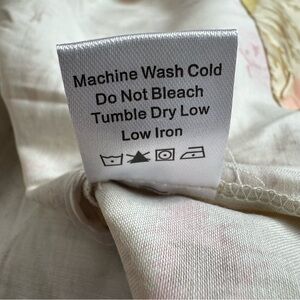 Machine Wash Cold
Do Not Bleach
Tumble Dry Low
Low Iron